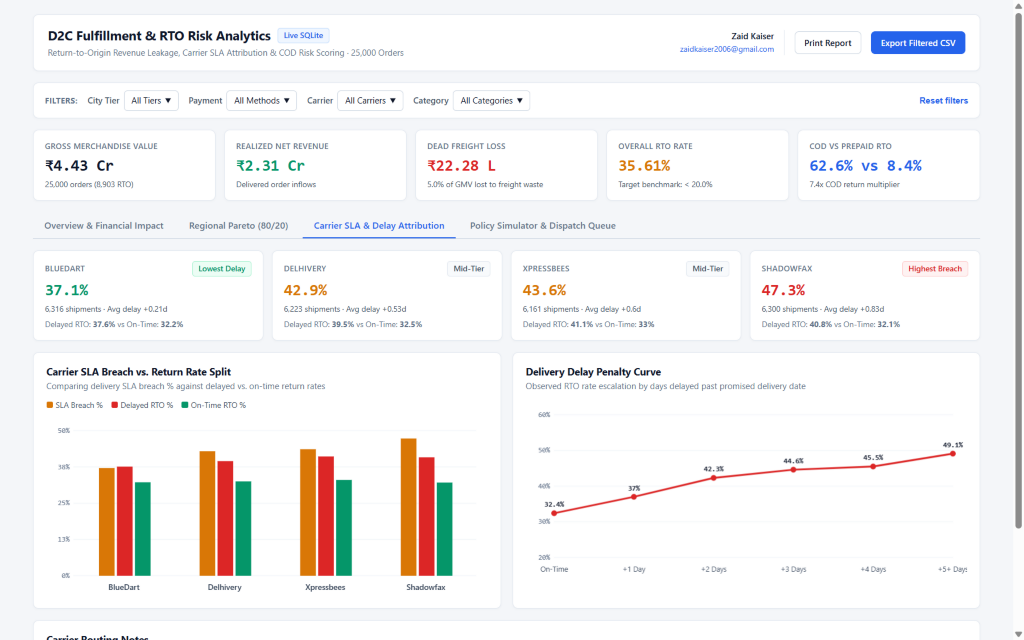 D2C Fulfillment & RTO Risk Analytics Live SQLite
Return-to-Origin Revenue Leakage, Carrier SLA Attribution & COD Risk Scoring · 25,000 Orders
Zaid Kaiser
zaidkaiser2006@gmail.com
Print Report
Export Filtered CSV
FILTERS: City Tier All Tiers ▼ Payment All Methods ▼ Carrier All Carriers ▼ Category All Categories ▼ Reset filters
GROSS MERCHANDISE VALUE
₹4.43 Cr
25,000 orders (8,903 RTO)
REALIZED NET REVENUE
₹2.31 Cr
Delivered order inflows
DEAD FREIGHT LOSS
₹22.28 L
5.0% of GMV lost to freight waste
OVERALL RTO RATE
35.61%
Target benchmark: < 20.0%
COD VS PREPAID RTO
62.6% vs 8.4%
7.4x COD return multiplier
Overview & Financial Impact Regional Pareto (80/20) Carrier SLA & Delay Attribution Policy Simulator & Dispatch Queue
BLUEDART Lowest Delay
37.1%
6,316 shipments · Avg delay +0.21d
Delayed RTO: 37.6% vs On-Time: 32.2%
DELHIVERY Mid-Tier
42.9%
6,223 shipments · Avg delay +0.53d
Delayed RTO: 39.5% vs On-Time: 32.5%
XPRESSBEES Mid-Tier
43.6%
6,161 shipments · Avg delay +0.6d
Delayed RTO: 41.1% vs On-Time: 33%
SHADOWFAX Highest Breach
47.3%
6,300 shipments · Avg delay +0.83d
Delayed RTO: 40.8% vs On-Time: 32.1%
Carrier SLA Breach vs. Return Rate Split
Comparing delivery SLA breach % against delayed vs. on-time return rates
SLA Breach % Delayed RTO % On-Time RTO %
50%
38%
25%
13%
0%
BlueDart Delhivery Xpressbees Shadowfax
Delivery Delay Penalty Curve
Observed RTO rate escalation by days delayed past promised delivery date
60%
50%
40%
30%
20%
32.4% 37% 42.3% 44.6% 45.5% 49.1%
On-Time +1 Day +2 Days +3 Days +4 Days +5+ Days
Carrier Routing Notes